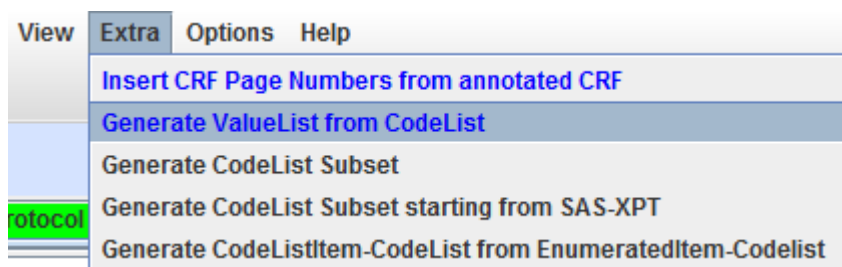 View Extra Options Help
Insert CRF Page Numbers from annotated CRF
Generate ValueList from CodeList
Generate CodeList Subset
rotocol Generate CodeList Subset starting from SAS-XPT
Generate CodeListItem-CodeList from EnumeratedItem-Codelist